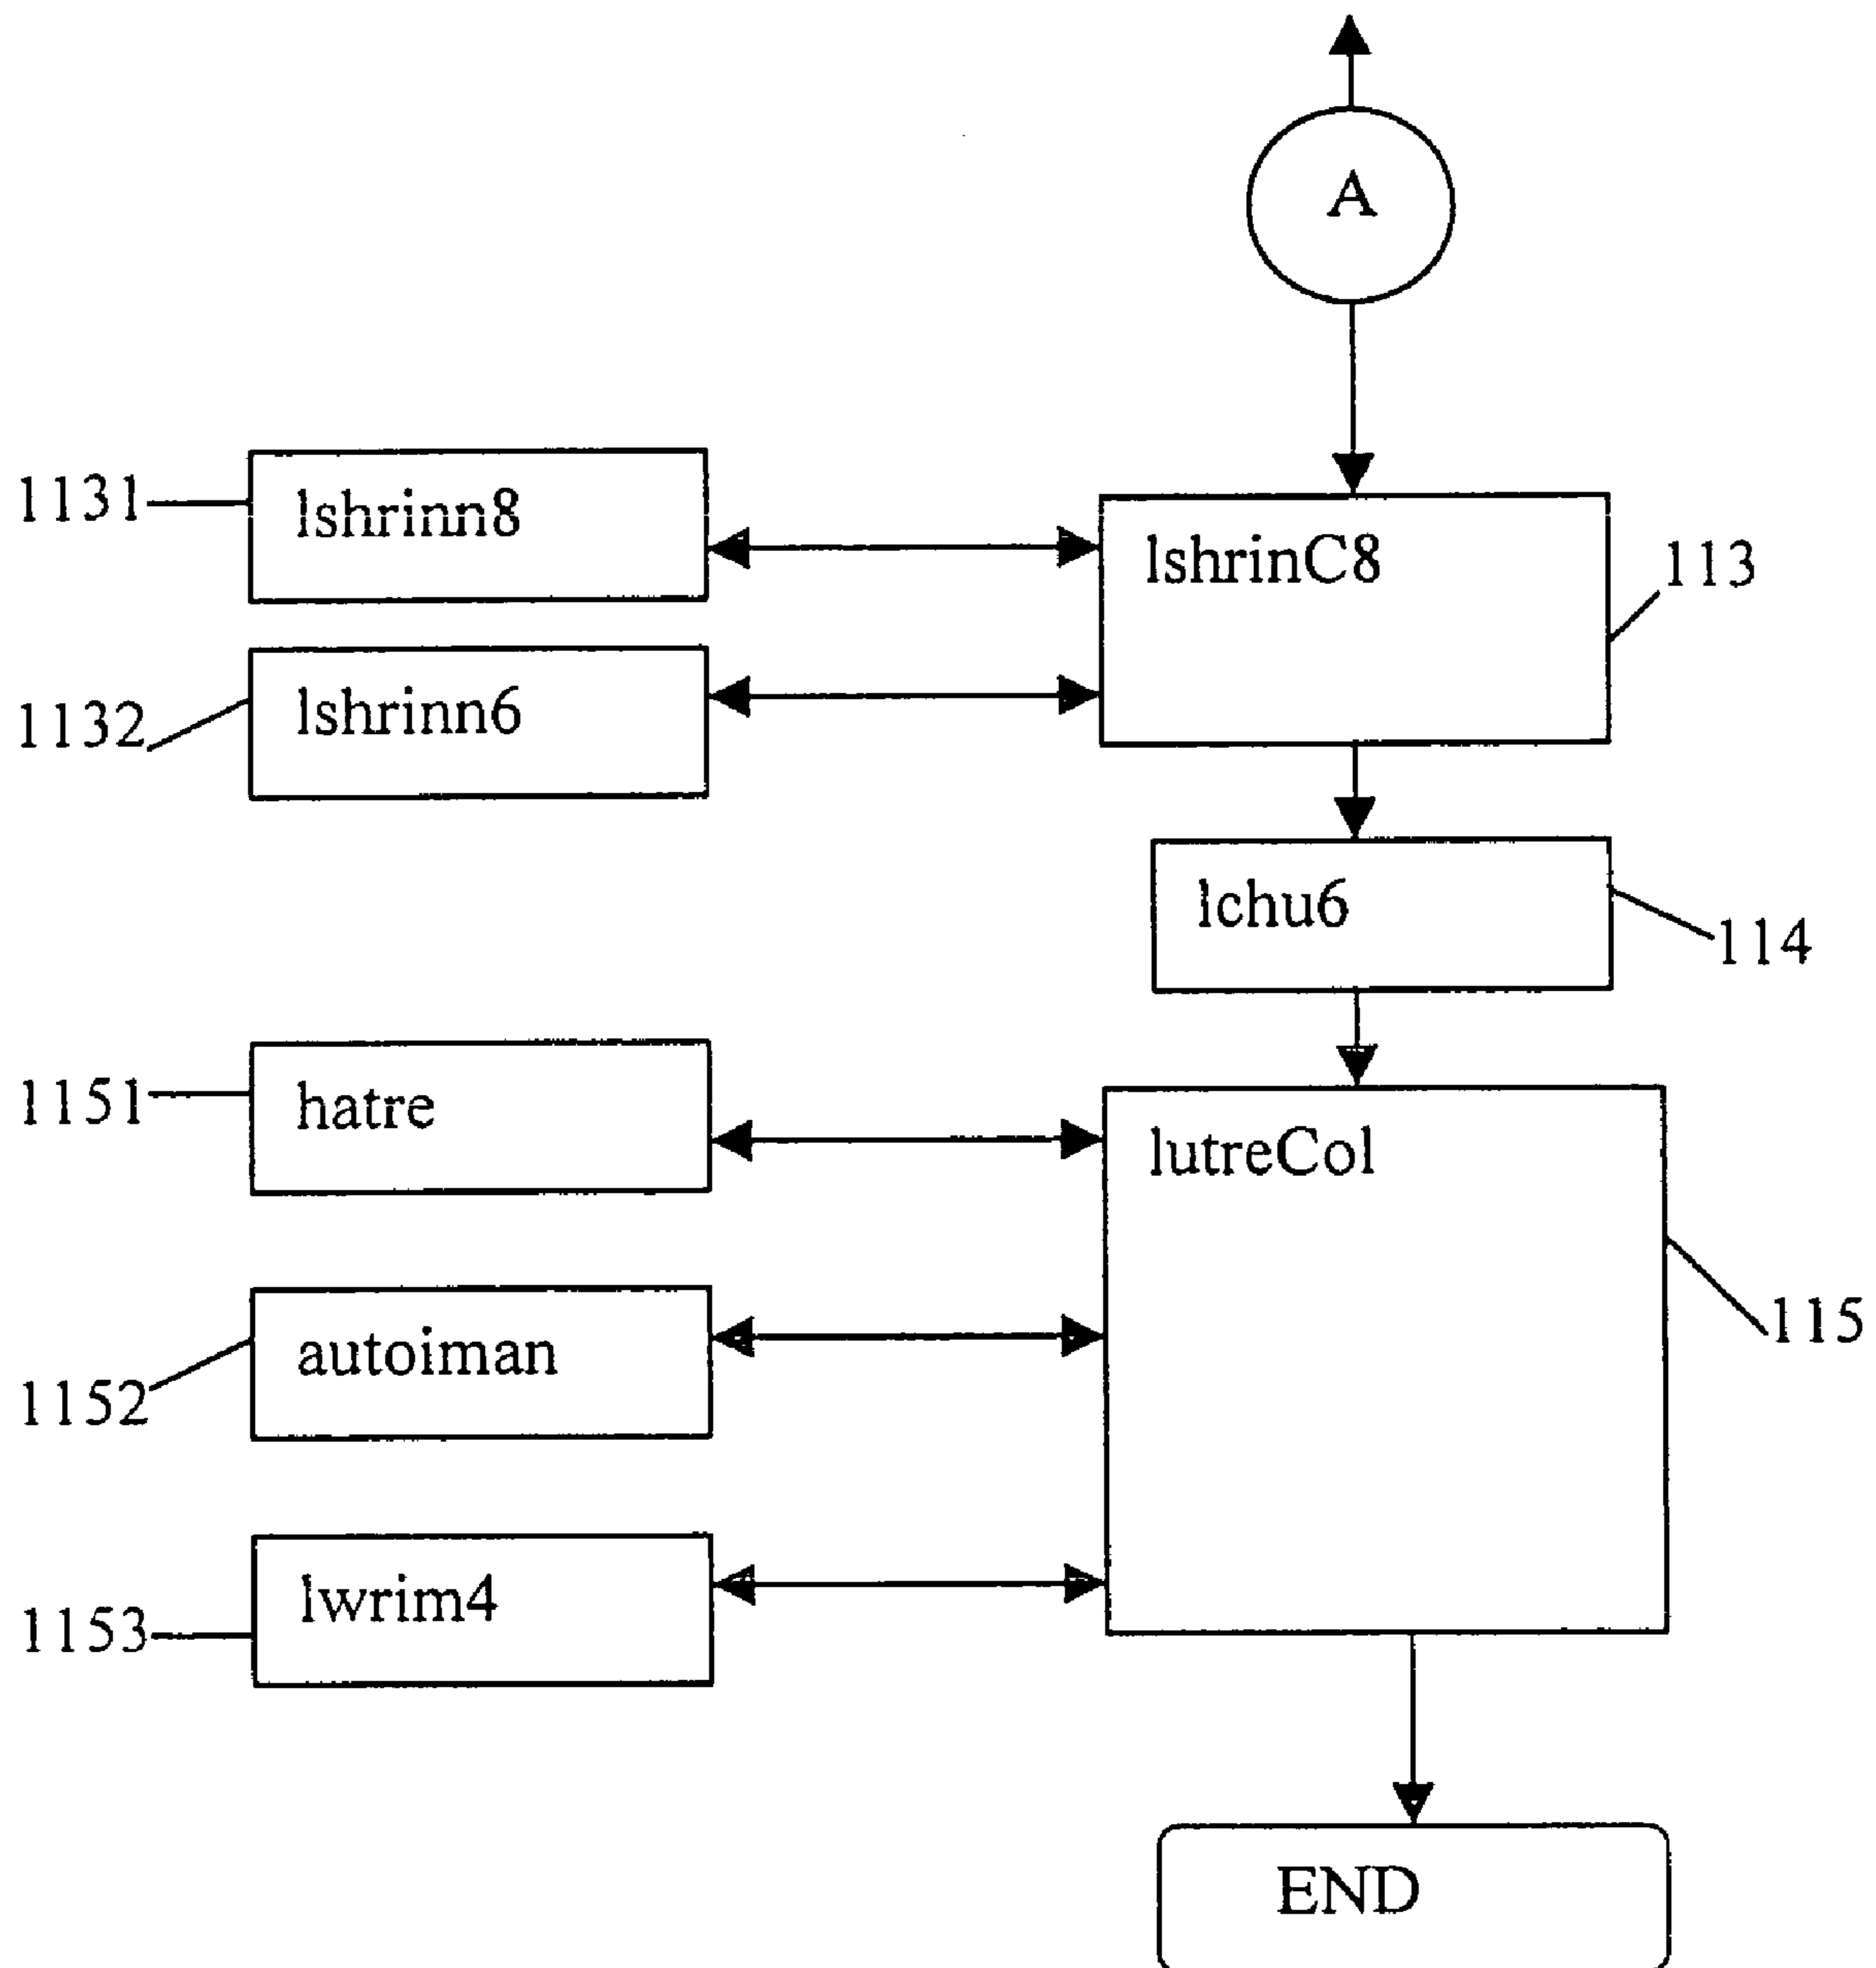 A
1131
lshrinn8
lshrinC8
113
1132
lshrinn6
lchu6
114
1151
hatre
lutreCol
115
1152
autoiman
1153
lwrim4
END